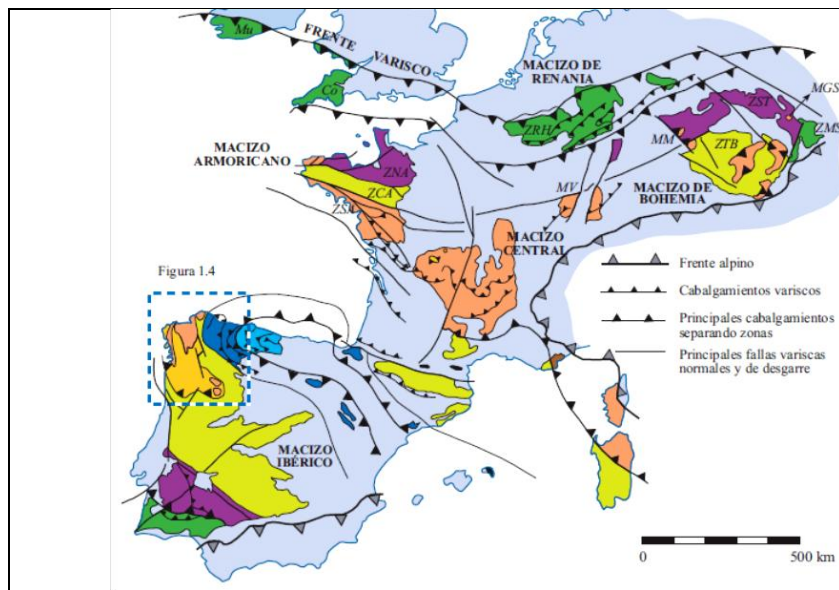 Mu
FRENTE
VARISCO
Co
MACIZO DE
RENANIA
ZRH
ZST
MGS
ZMS
MM
ZTB
MACIZO
ARMORICANO
ZNA
ZCA
MV
MACIZO DE
BOHEMIA
MACIZO
CENTRAL
Figura 1.4
Frente alpino
Cabalgamientos variscos
Principales cabalgamientos
separando zonas
Principales fallas variscas
normales y de desgarre
MACIZO
IBÉRICO
0
500 km